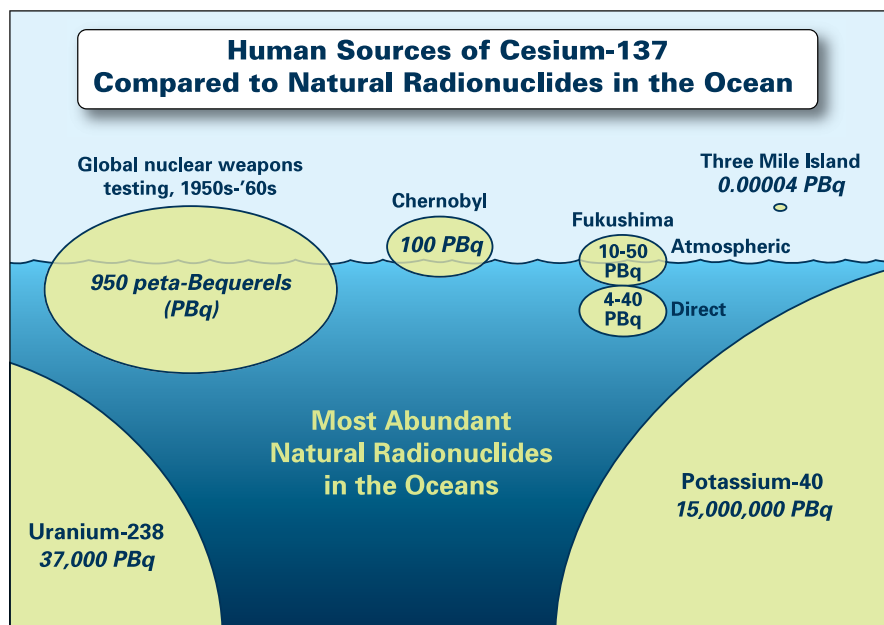 Human Sources of Cesium-137
Compared to Natural Radionuclides in the Ocean
Global nuclear weapons
testing, 1950s-'60s
950 peta-Bequerels
(PBq)
Chernobyl
100 PBq
Fukushima
10-50
PBq
Atmospheric
4-40
PBq
Direct
Three Mile Island
0.00004 PBq
Most Abundant
Natural Radionuclides
in the Oceans
Uranium-238
37,000 PBq
Potassium-40
15,000,000 PBq